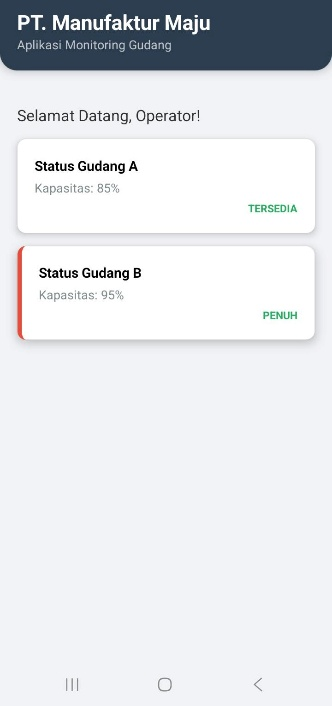 PT. Manufaktur Maju
Aplikasi Monitoring Gudang
Selamat Datang, Operator!
Status Gudang A
Kapasitas: 85%
TERSEDIA
Status Gudang B
Kapasitas: 95%
PENUH